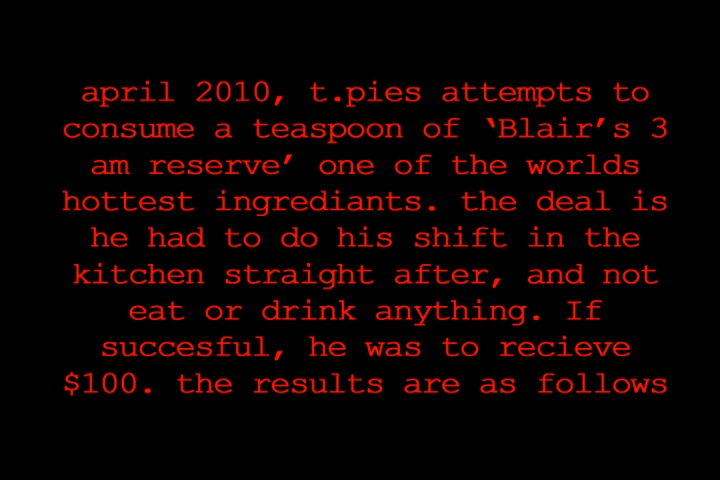 april 2010, t.pies attempts to
consume a teaspoon of ‘Blair’s 3
am reserve’ one of the worlds
hottest ingrediants. the deal is
he had to do his shift in the
kitchen straight after, and not
eat or drink anything. If
succesful, he was to recieve
$100. the results are as follows